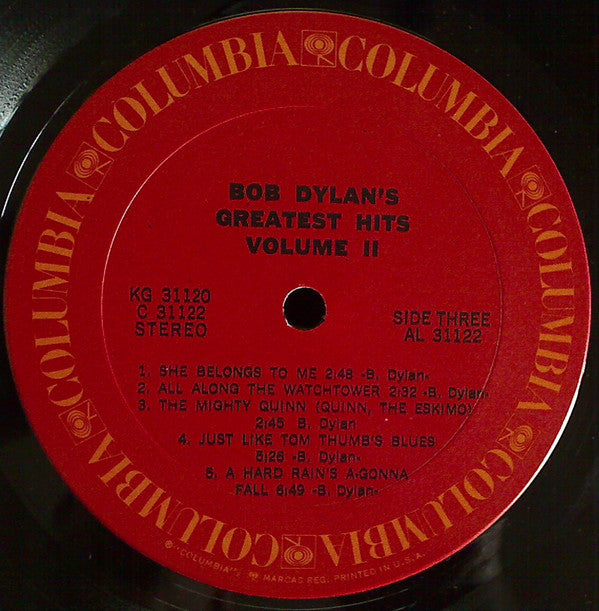 COLUMBIA COLUMBIA COLUMBIA COLUMBIA COLUMBIA COLUMBIA
BOB DYLAN'S
GREATEST HITS
VOLUME II
KG 31120
C 31122
STEREO
SIDE THREE
AL 31122
1. SHE BELONGS TO ME 2:48 -B. Dylan-
2. ALL ALONG THE WATCHTOWER 2:32 -B. Dylan-
3. THE MIGHTY QUINN (QUINN, THE ESKIMO)
2:45 -B. Dylan
4. JUST LIKE TOM THUMB'S BLUES
5:26 -B. Dylan-
5. A HARD RAIN'S A-GONNA
FALL 6:49 -B. Dylan-
® "COLUMBIA", MARCAS REG. PRINTED IN U.S.A.